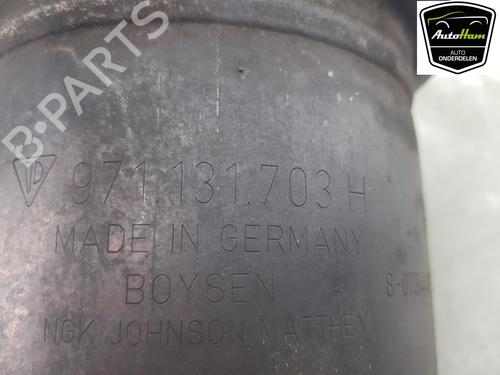 AutoHam
AUTO
ONDERDELEN
B-PARTS
971.131.703.H
MADE IN GERMANY
BOYSEN
NGK JOHNSON MATTHEY